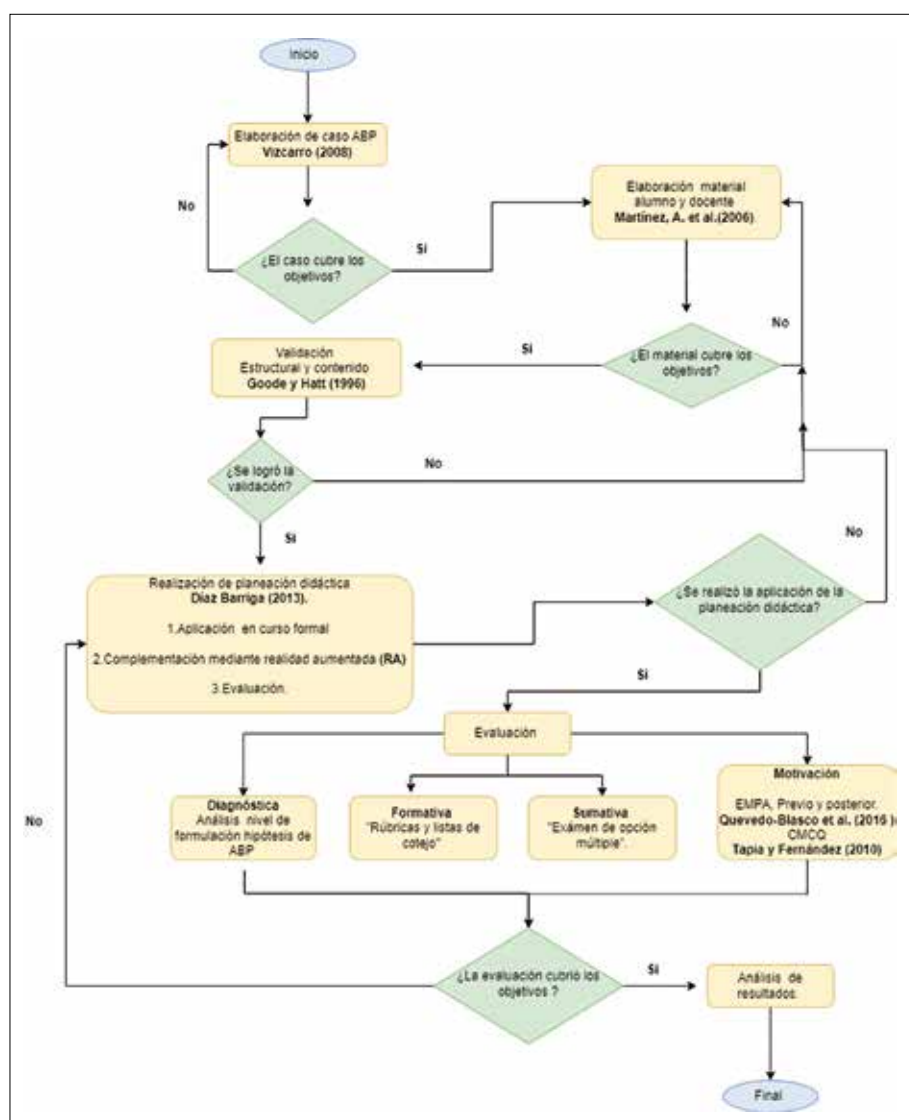 Inicio
Elaboración de caso ABP
Vizcarro (2008)
No
¿El caso cubre los
objetivos?
Sí
Elaboración material
alumno y docente
Martínez, A. et al.(2006)
No
¿El material cubre los
objetivos?
Sí
Validación
Estructural y contenido
Goode y Hatt (1996)
¿Se logró la
validación?
No
Sí
Realización de planeación didáctica
Díaz Barriga (2013).
1.Aplicación en curso formal
2.Complementación mediante realidad aumentada (RA)
3.Evaluación.
¿Se realizó la aplicación de la
planeación didáctica?
No
Sí
Evaluación
Diagnóstica
Análisis nivel de
formulación hipótesis de
ABP
Formativa
"Rúbricas y listas de
cotejo"
Sumativa
"Exámen de opción
múltiple".
Motivación
EMPA, Previo y posterior.
Quevedo-Blasco et al. (2016 )
CMCQ
Tapia y Fernández (2010)
No
¿La evaluación cubrió los
objetivos ?
Sí
Análisis de
resultados
Final